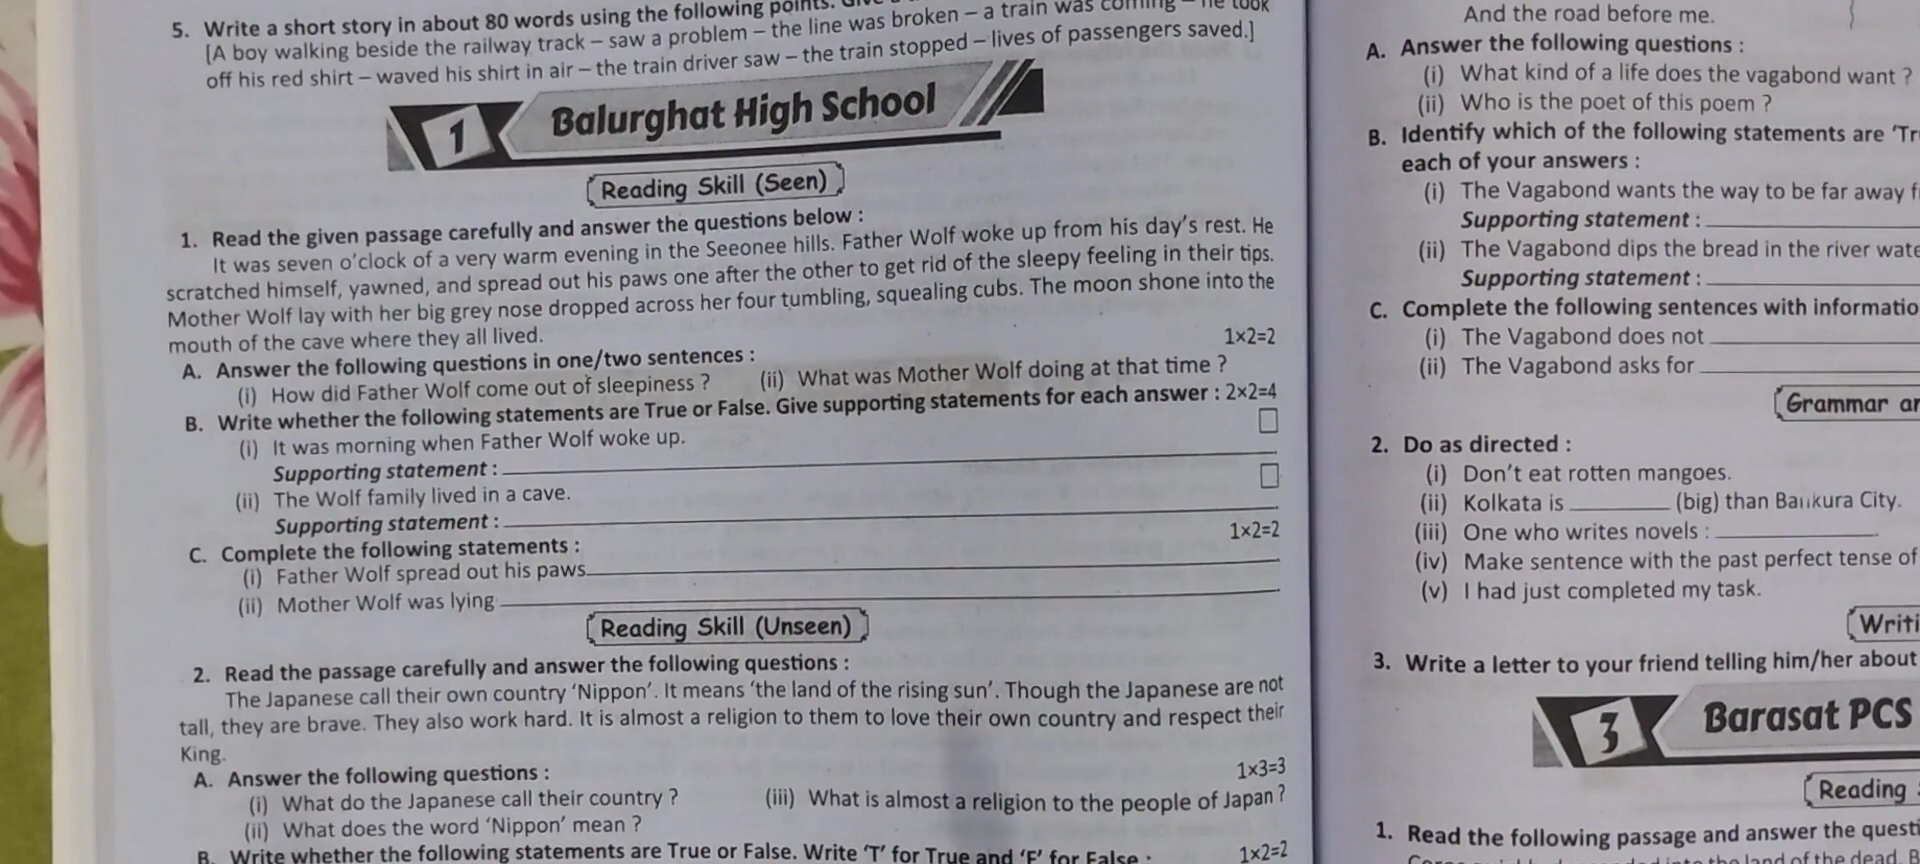 5. Write a short story in about 80 words using the following points.
[A boy walking beside the railway track – saw a problem – the line was broken – a train was coming – he took
off his red shirt – waved his shirt in air – the train driver saw – the train stopped – lives of passengers saved.]
1 Balurghat High School
Reading Skill (Seen)
1. Read the given passage carefully and answer the questions below :
It was seven o'clock of a very warm evening in the Seeonee hills. Father Wolf woke up from his day's rest. He
scratched himself, yawned, and spread out his paws one after the other to get rid of the sleepy feeling in their tips.
Mother Wolf lay with her big grey nose dropped across her four tumbling, squealing cubs. The moon shone into the
mouth of the cave where they all lived.
A. Answer the following questions in one/two sentences : 1×2=2
(i) How did Father Wolf come out of sleepiness ? (ii) What was Mother Wolf doing at that time ?
B. Write whether the following statements are True or False. Give supporting statements for each answer : 2×2=4
(i) It was morning when Father Wolf woke up.
Supporting statement :
(ii) The Wolf family lived in a cave.
Supporting statement :
C. Complete the following statements : 1×2=2
(i) Father Wolf spread out his paws
(ii) Mother Wolf was lying
Reading Skill (Unseen)
2. Read the passage carefully and answer the following questions :
The Japanese call their own country 'Nippon'. It means 'the land of the rising sun'. Though the Japanese are not
tall, they are brave. They also work hard. It is almost a religion to them to love their own country and respect their
King.
A. Answer the following questions : 1×3=3
(i) What do the Japanese call their country ? (iii) What is almost a religion to the people of Japan ?
(ii) What does the word 'Nippon' mean ?
B. Write whether the following statements are True or False. Write 'T' for True and 'F' for False : 1×2=2
And the road before me.
A. Answer the following questions :
(i) What kind of a life does the vagabond want ?
(ii) Who is the poet of this poem ?
B. Identify which of the following statements are
each of your answers :
(i) The Vagabond wants the way to be far away
Supporting statement :
(ii) The Vagabond dips the bread in the river
Supporting statement :
C. Complete the following sentences with
(i) The Vagabond does not
(ii) The Vagabond asks for
Grammar
2. Do as directed :
(i) Don't eat rotten mangoes.
(ii) Kolkata is ________ (big) than Bankura City.
(iii) One who writes novels : ________.
(iv) Make sentence with the past perfect tense of
(v) I had just completed my task.
3. Write a letter to your friend telling him/her about
3 Barasat PCS
Reading
1. Read the following passage and answer the
the land of the dead.